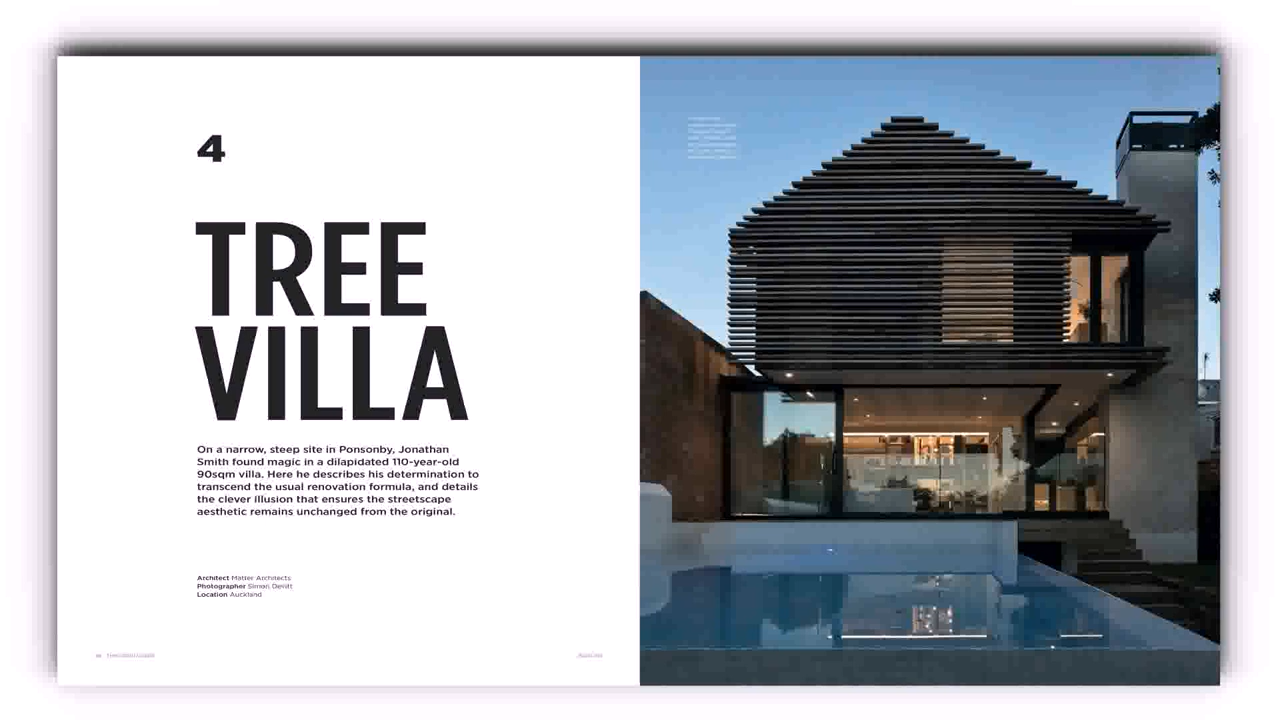 4
TREE
VILLA
On a narrow, steep site in Ponsonby, Jonathan
Smith found magic in a dilapidated 110-year-old
90sqm villa. Here he describes his determination to
transcend the usual renovation formula, and details
the clever illusion that ensures the streetscape
aesthetic remains unchanged from the original.
Architect Matter Architects
Photographer Simon Devitt
Location Auckland